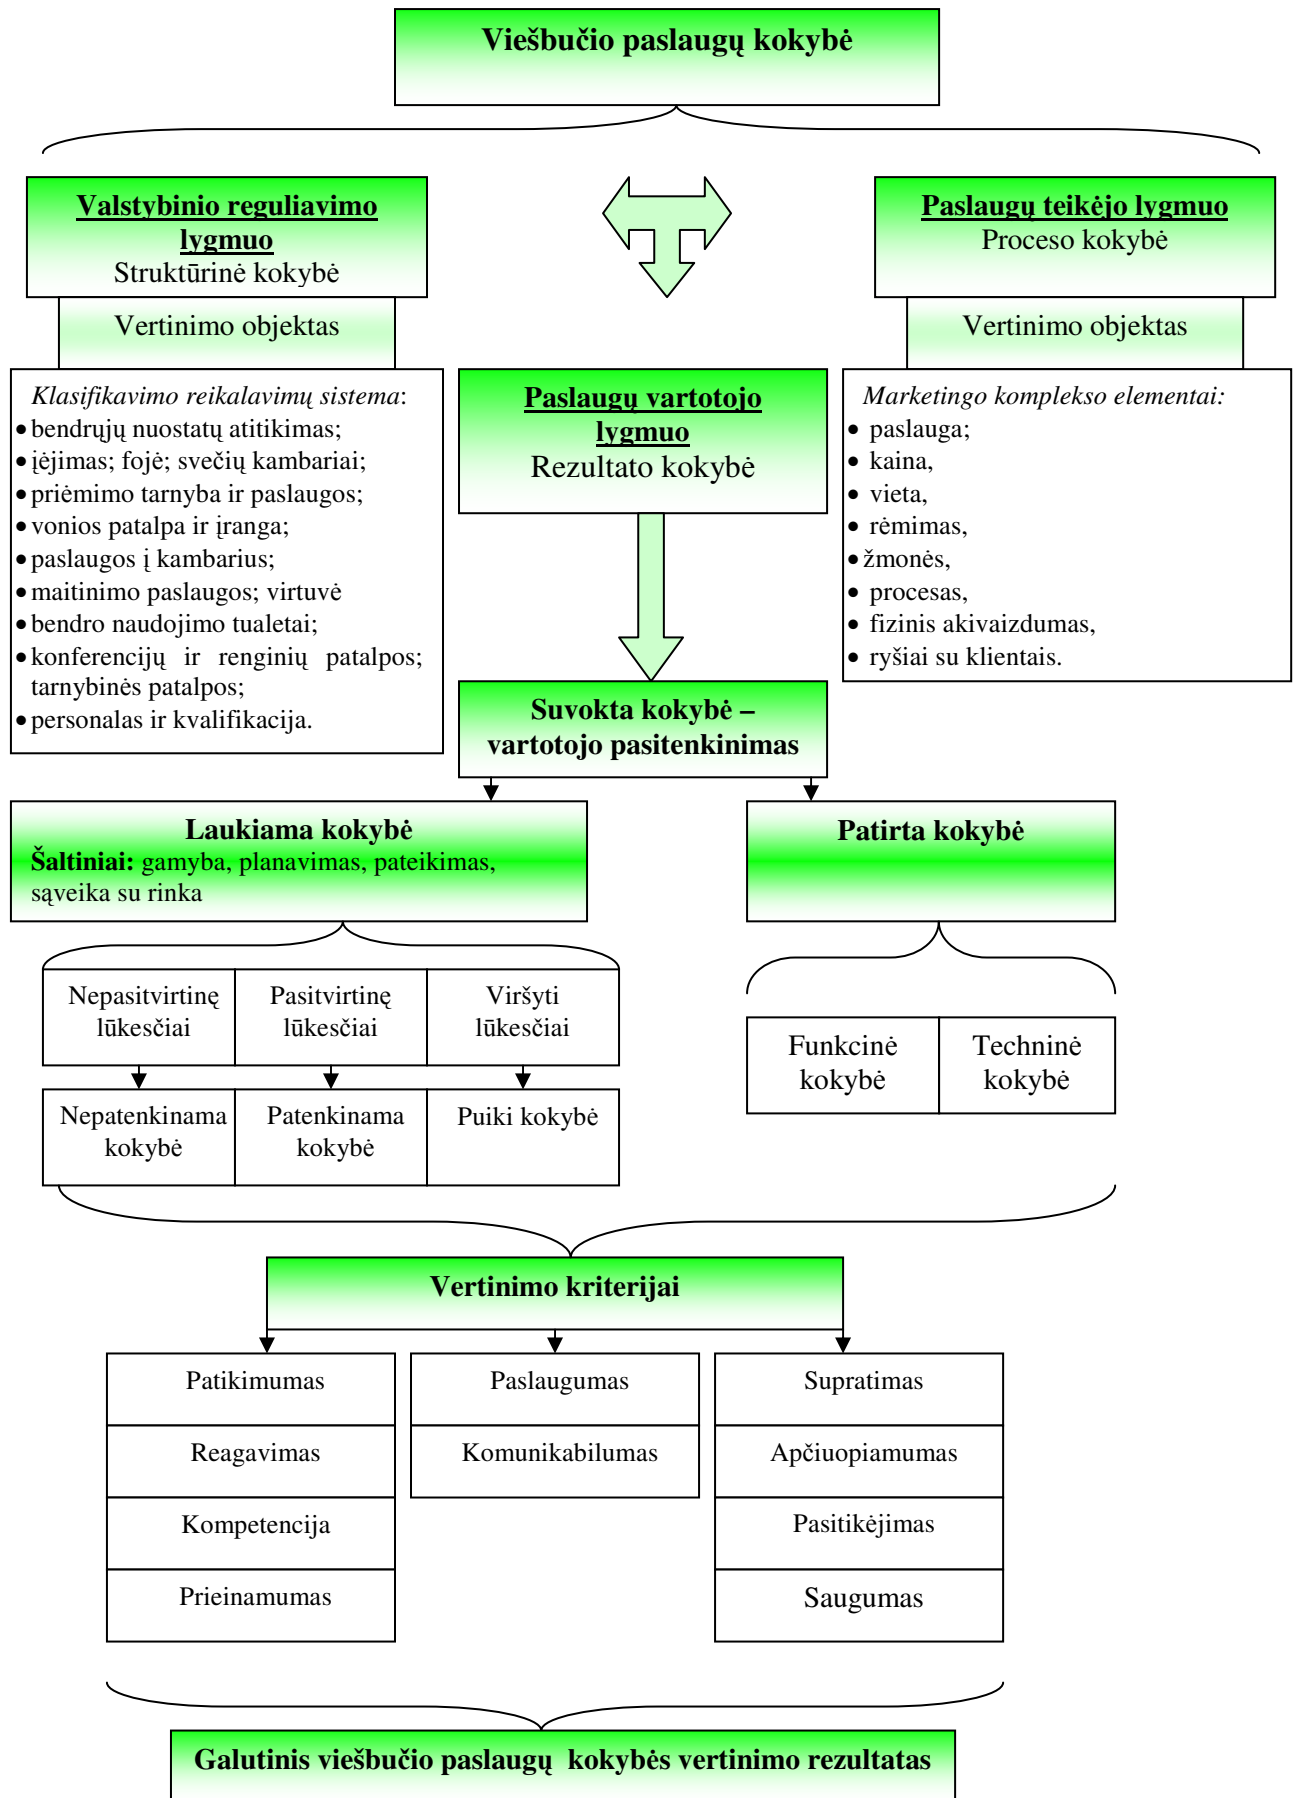 Viešbučio paslaugų kokybė
Valstybinio reguliavimo
lygmuo
Struktūrinė kokybė
Vertinimo objektas
Klasifikavimo reikalavimų sistema:
• bendrųjų nuostatų atitikimas;
• įėjimas; fojė; svečių kambariai;
• priėmimo tarnyba ir paslaugos;
• vonios patalpa ir įranga;
• paslaugos į kambarius;
• maitinimo paslaugos; virtuvė
• bendro naudojimo tualetai;
• konferencijų ir renginių patalpos;
tarnybinės patalpos;
• personalas ir kvalifikacija.
Paslaugų teikėjo lygmuo
Proceso kokybė
Vertinimo objektas
Marketingo komplekso elementai:
• paslauga;
• kaina,
• vieta,
• rėmimas,
• žmonės,
• procesas,
• fizinis akivaizdumas,
• ryšiai su klientais.
Paslaugų vartotojo
lygmuo
Rezultato kokybė
Suvokta kokybė –
vartotojo pasitenkinimas
Laukiama kokybė
Šaltiniai: gamyba, planavimas, pateikimas,
sąveika su rinka
Patirta kokybė
Nepasitvirtinę
lūkesčiai
Pasitvirtinę
lūkesčiai
Viršyti
lūkesčiai
Nepatenkinama
kokybė
Patenkinama
kokybė
Puiki kokybė
Funkcinė
kokybė
Techninė
kokybė
Vertinimo kriterijai
Patikimumas
Reagavimas
Kompetencija
Prieinamumas
Paslaugumas
Komunikabilumas
Supratimas
Apčiuopiamumas
Pasitikėjimas
Saugumas
Galutinis viešbučio paslaugų kokybės vertinimo rezultatas